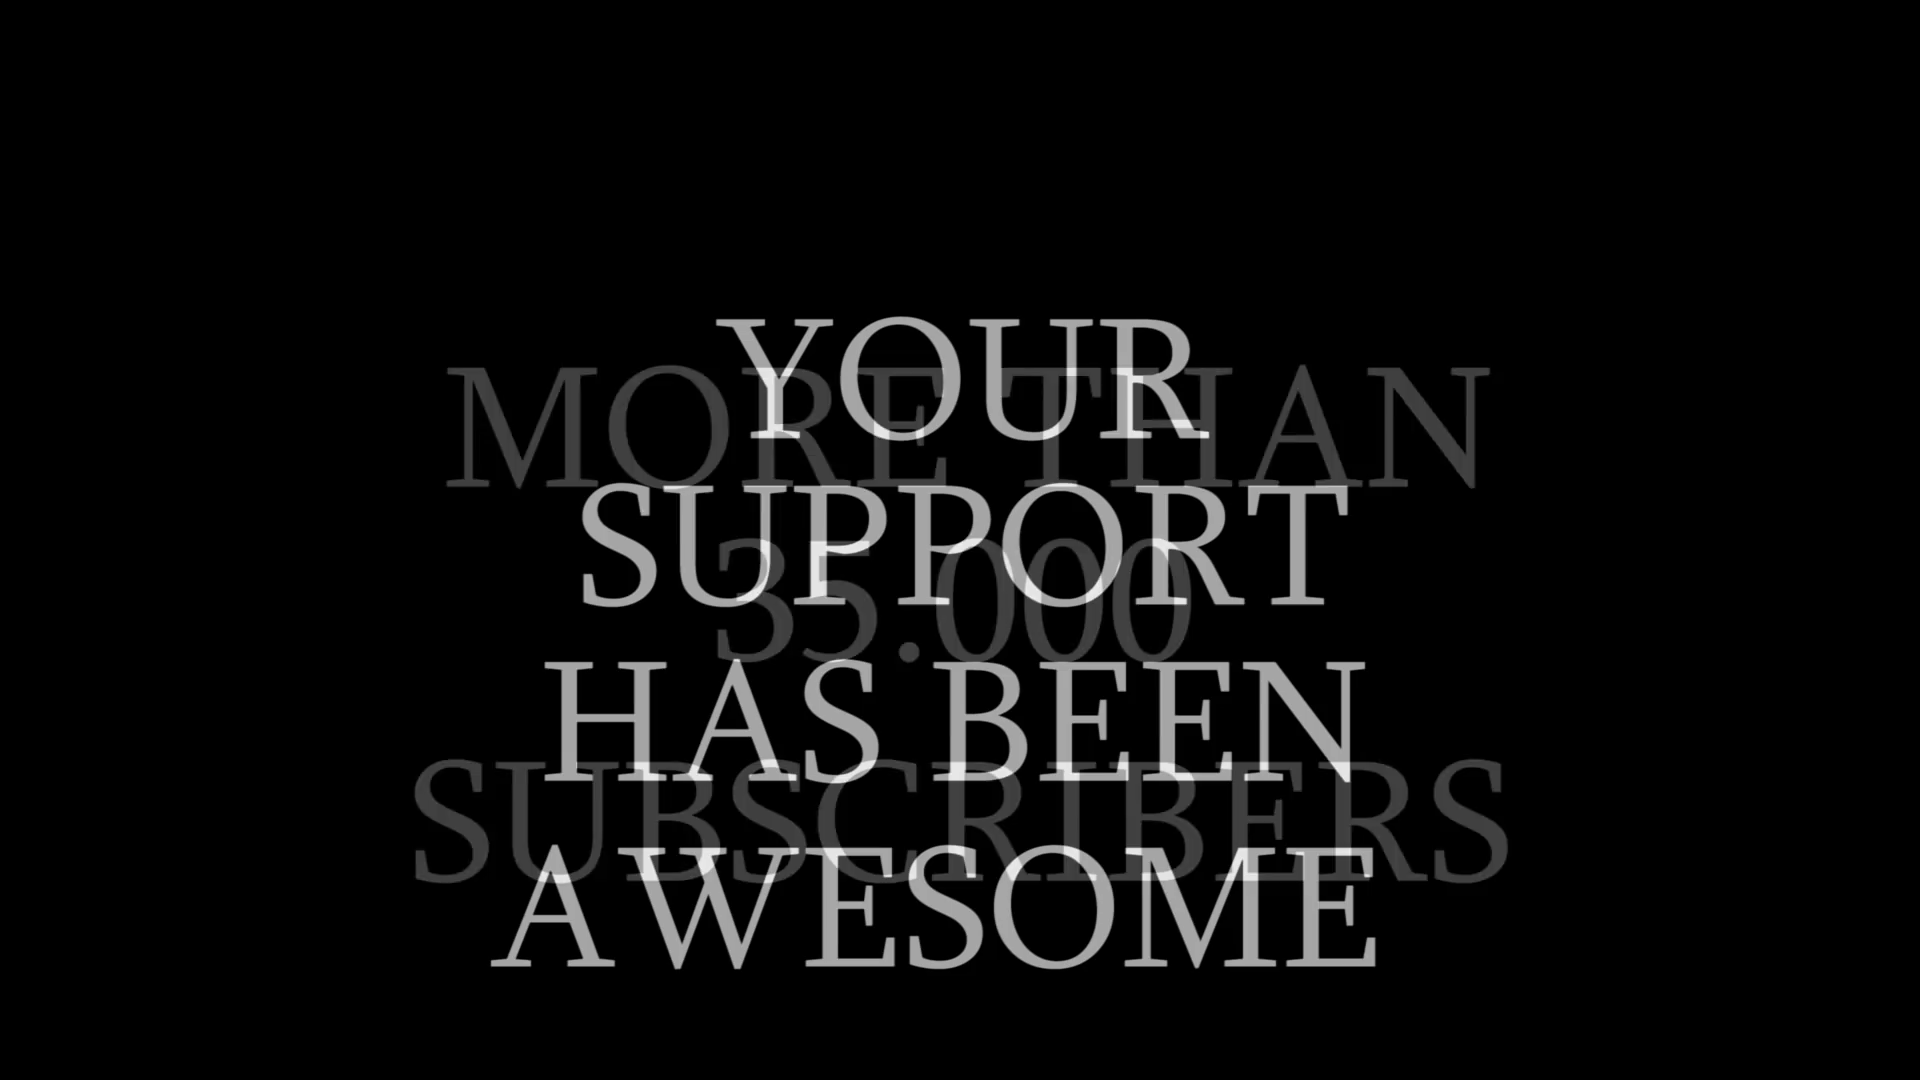 YOUR
SUPPORT
HAS BEEN
AWESOME
MORE THAN
35.000
SUBSCRIBERS